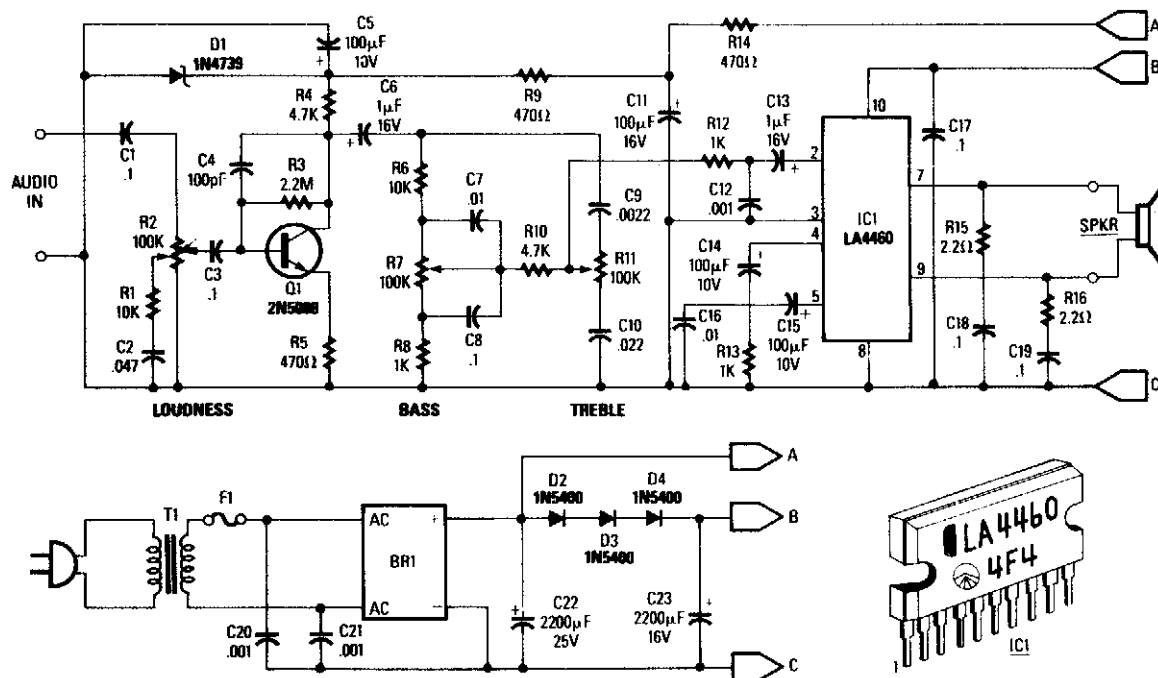 C5
100μF
10V
D1
1N4739
R4
4.7K
C6
1μF
16V
R9
470Ω
R14
470Ω
A
B
C11
100μF
16V
R12
1K
C13
1μF
16V
10
C17
.1
C1
.1
C4
100pF
R3
2.2M
AUDIO
IN
R2
100K
C3
.1
Q1
R1
10K
C2
.047
R5
470Ω
R6
10K
C7
.01
R7
100K
R10
4.7K
C8
.1
R8
1K
C9
.0022
R11
100K
C10
.022
C12
.001
2
3
4
5
7
9
8
IC1
LA4460
C14
100μF
10V
C16
.01
C15
100μF
10V
R13
1K
R15
2.2Ω
SPKR
R16
2.2Ω
C18
.1
C19
.1
C
LOUDNESS
BASS
TREBLE
T1
F1
AC
+
BR1
AC
−
C20
.001
C21
.001
A
D2
1N5400
D4
1N5400
D3
1N5400
B
C22
2200μF
25V
C23
2200μF
16V
C
LA4460
4F4
1
IC1